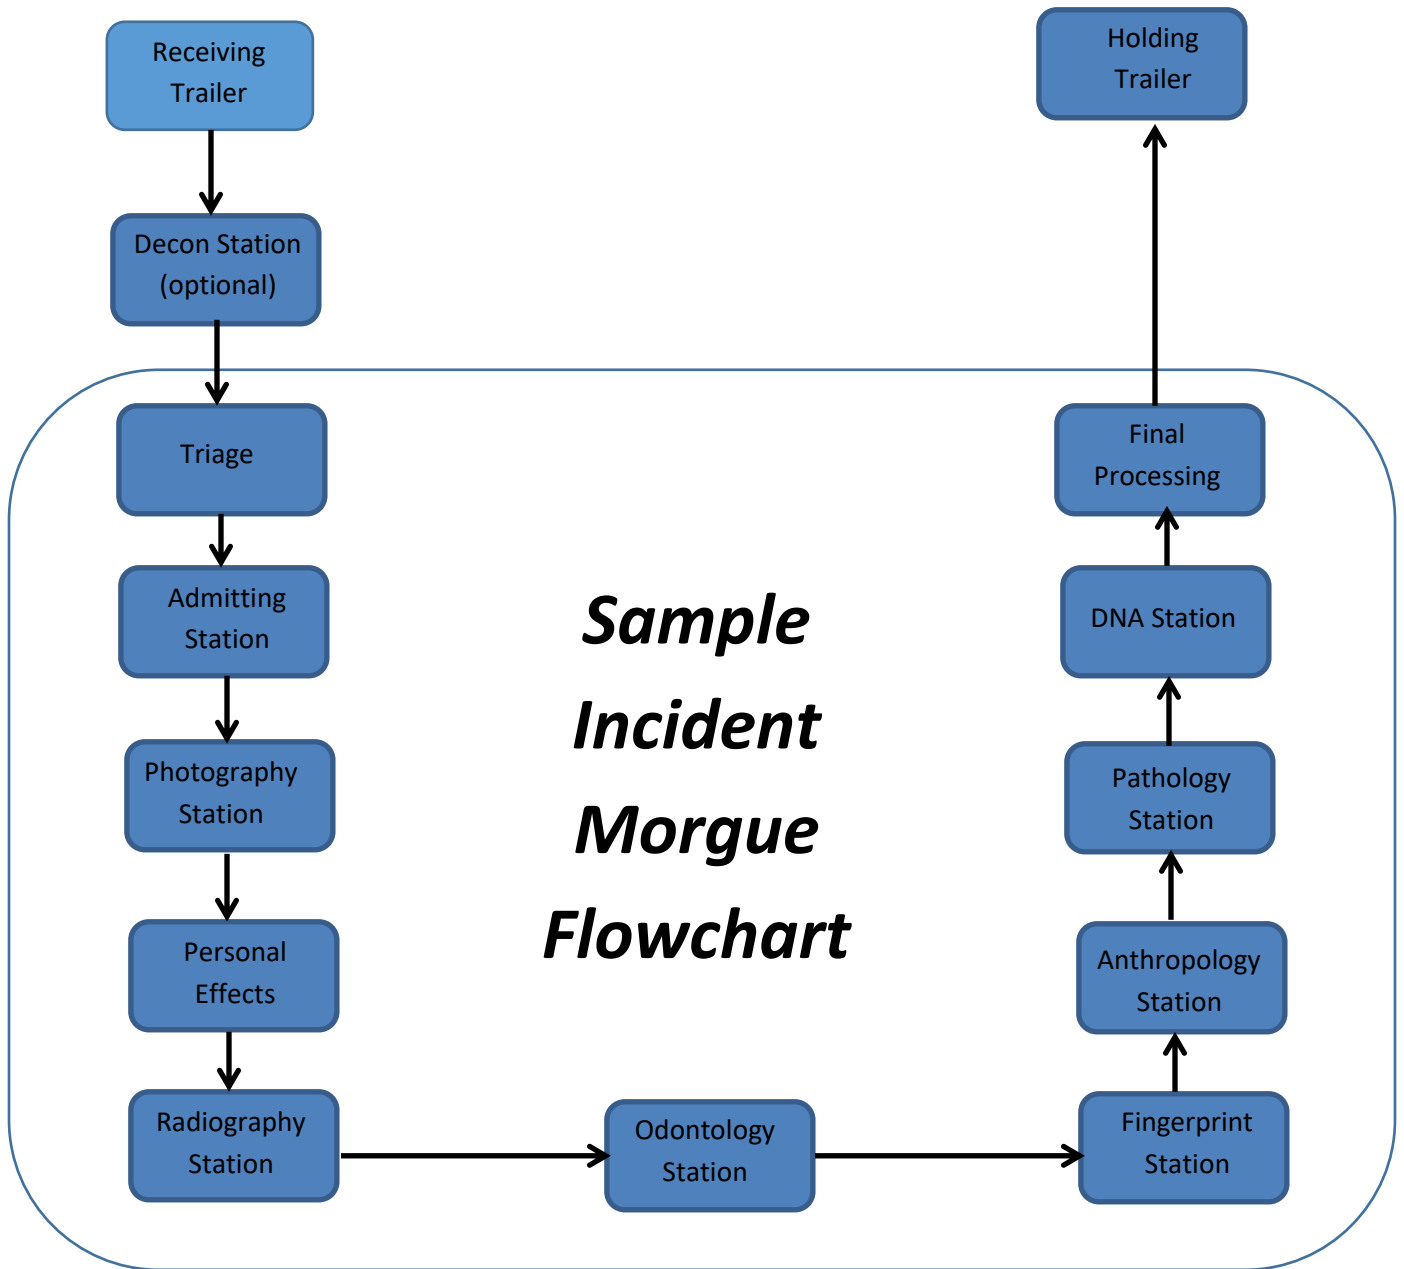 Receiving
Trailer
Decon Station
(optional)
Triage
Admitting
Station
Photography
Station
Personal
Effects
Radiography
Station
Odontology
Station
Fingerprint
Station
Anthropology
Station
Pathology
Station
DNA Station
Final
Processing
Holding
Trailer
Sample
Incident
Morgue
Flowchart